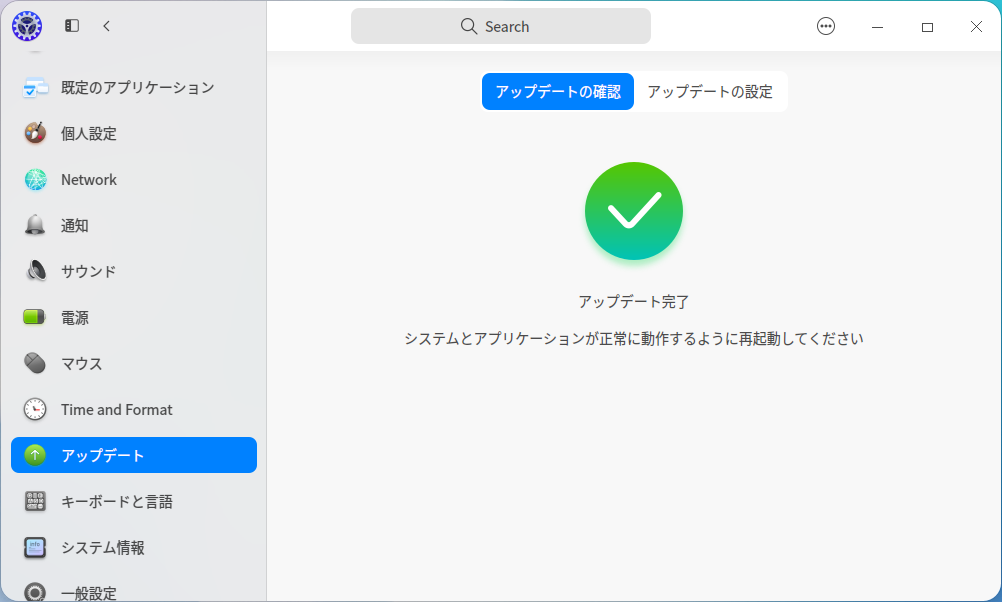 Search
既定のアプリケーション
個人設定
Network
通知
サウンド
電源
マウス
Time and Format
アップデート
キーボードと言語
システム情報
一般設定
アップデートの確認
アップデートの設定
アップデート完了
システムとアプリケーションが正常に動作するように再起動してください